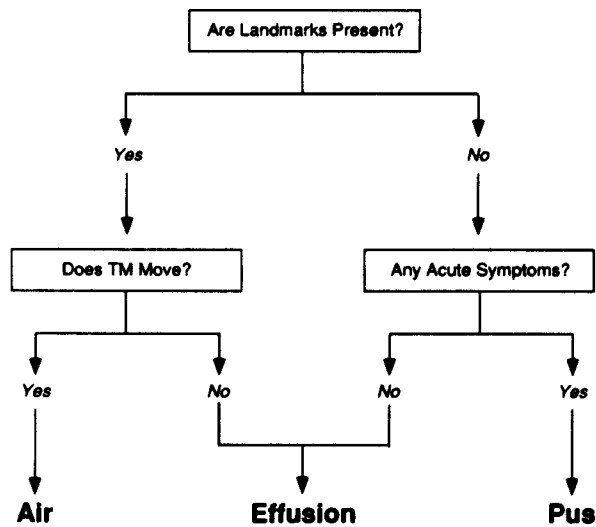 Are Landmarks Present?
Yes
No
Does TM Move?
Any Acute Symptoms?
Yes
No
No
Yes
Air
Effusion
Pus